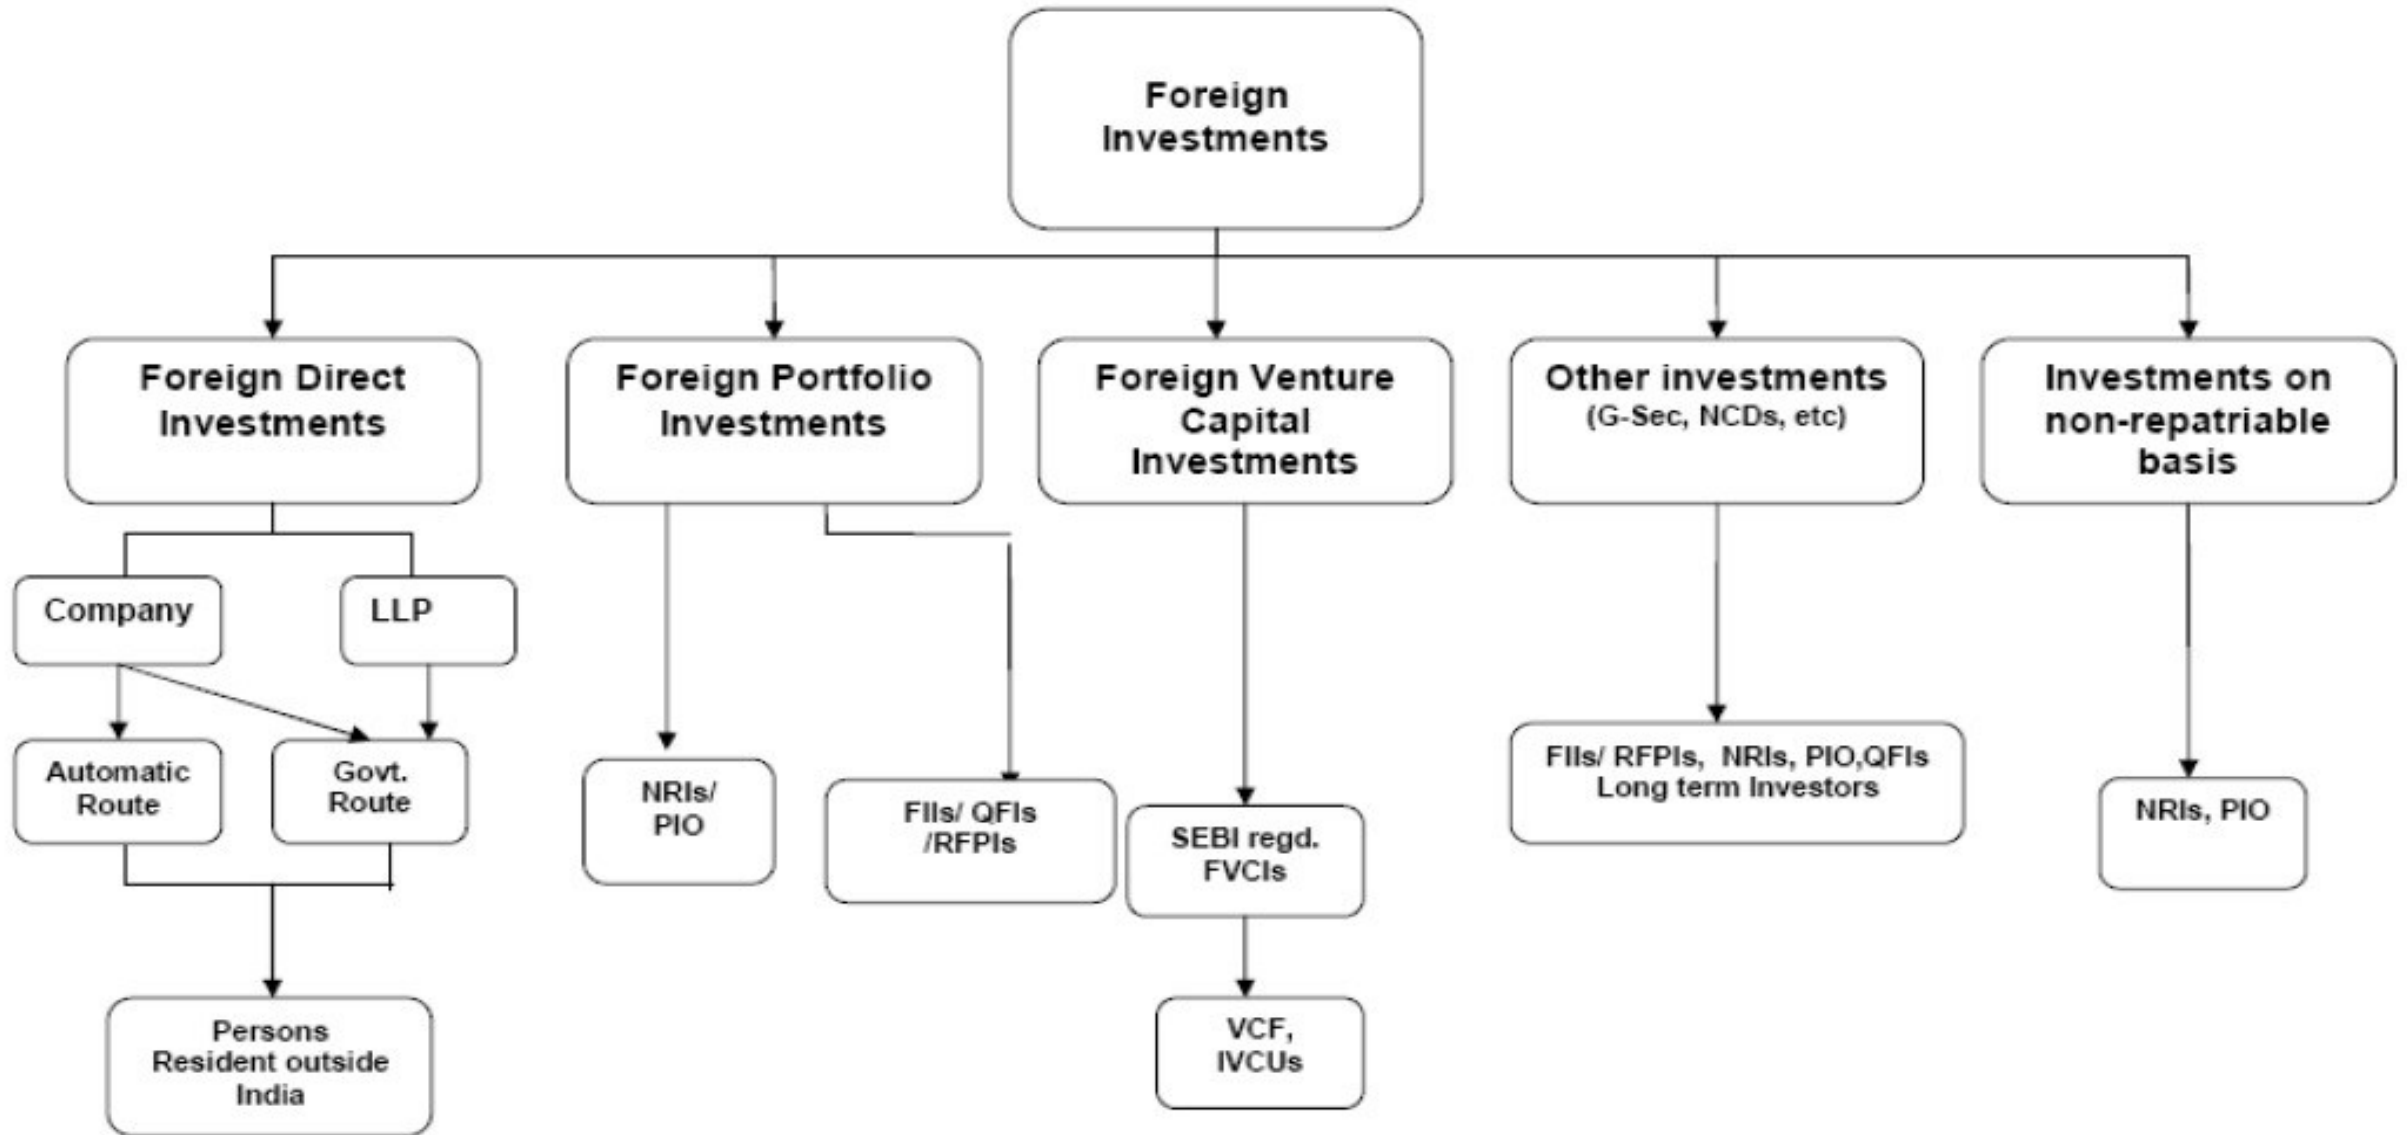 Foreign
Investments
Foreign Direct
Investments
Foreign Portfolio
Investments
Foreign Venture
Capital
Investments
Other investments
(G-Sec, NCDs, etc)
Investments on
non-repatriable
basis
Company
LLP
Automatic
Route
Govt.
Route
NRIs/
PIO
FIIs/ QFIs
/RFPIs
SEBI regd.
FVCIs
FIIs/ RFPIs, NRIs, PIO,QFIs
Long term Investors
NRIs, PIO
Persons
Resident outside
India
VCF,
IVCUs